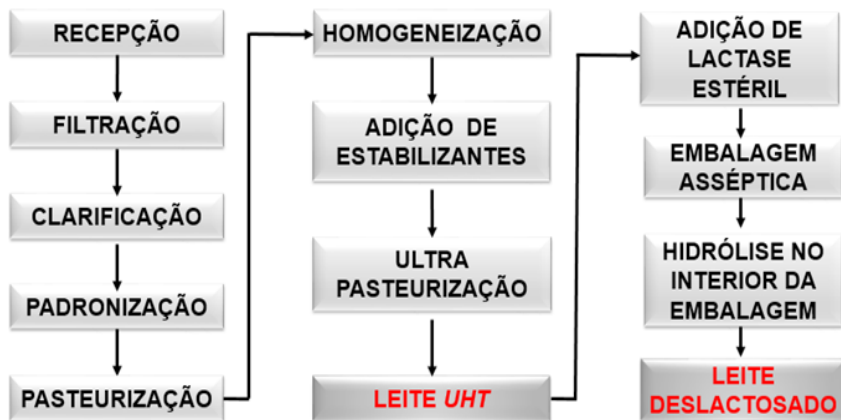 RECEPÇÃO
FILTRAÇÃO
CLARIFICAÇÃO
PADRONIZAÇÃO
PASTEURIZAÇÃO
HOMOGENEIZAÇÃO
ADIÇÃO DE
ESTABILIZANTES
ULTRA
PASTEURIZAÇÃO
LEITE UHT
ADIÇÃO DE
LACTASE
ESTÉRIL
EMBALAGEM
ASSÉPTICA
HIDRÓLISE NO
INTERIOR DA
EMBALAGEM
LEITE
DESLACTOSADO